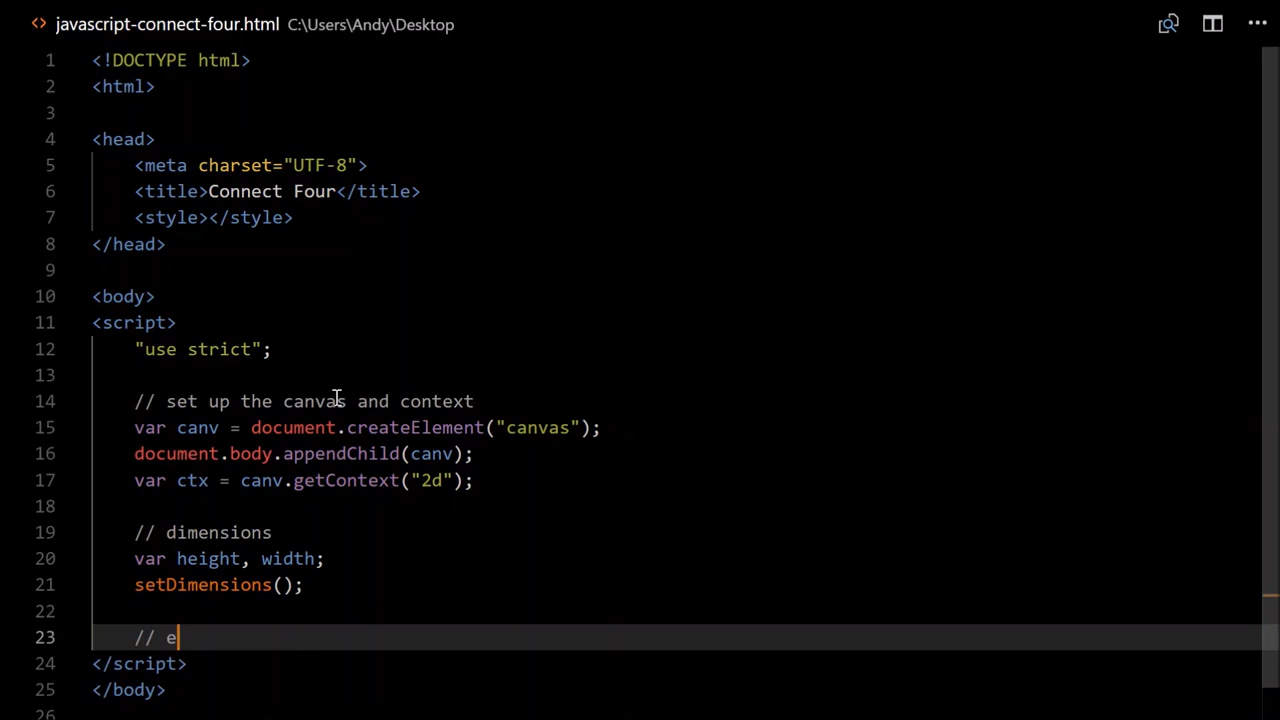 <> javascript-connect-four.html C:\Users\Andy\Desktop
1 <!DOCTYPE html>
2 <html>
3
4 <head>
5     <meta charset="UTF-8">
6     <title>Connect Four</title>
7     <style></style>
8 </head>
9
10 <body>
11 <script>
12     "use strict";
13
14     // set up the canvas and context
15     var canv = document.createElement("canvas");
16     document.body.appendChild(canv);
17     var ctx = canv.getContext("2d");
18
19     // dimensions
20     var height, width;
21     setDimensions();
22
23     // e
24 </script>
25 </body>
26